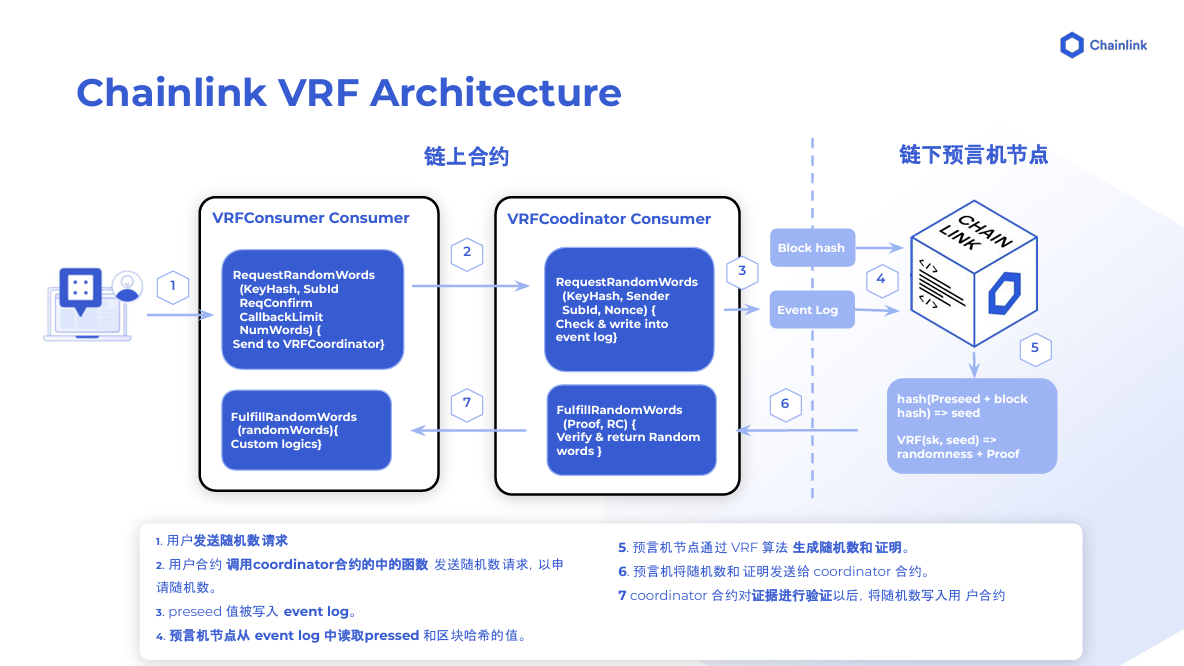 Chainlink
Chainlink VRF Architecture
链上合约
链下预言机节点
VRFConsumer Consumer
RequestRandomWords
(KeyHash, SubId
ReqConfirm
CallbackLimit
NumWords) {
Send to VRFCoordinator}
FulfillRandomWords
(randomWords){
Custom logics}
VRFCoodinator Consumer
RequestRandomWords
(KeyHash, Sender
SubId, Nonce) {
Check & write into
event log}
FulfillRandomWords
(Proof, RC) {
Verify & return Random
words }
1
2
3
4
5
6
7
Block hash
Event Log
CHAIN
LINK
</>
</>
hash(Preseed + block
hash) => seed
VRF(sk, seed) =>
randomness + Proof
1. 用户发送随机数请求
2. 用户合约 调用coordinator合约的中的函数 发送随机数请求, 以申
请随机数。
3. preseed 值被写入 event log。
4. 预言机节点从 event log 中读取pressed 和区块哈希的值。
5. 预言机节点通过 VRF 算法 生成随机数和证明。
6. 预言机将随机数和 证明发送给 coordinator 合约。
7 coordinator 合约对证据进行验证以后, 将随机数写入用 户合约